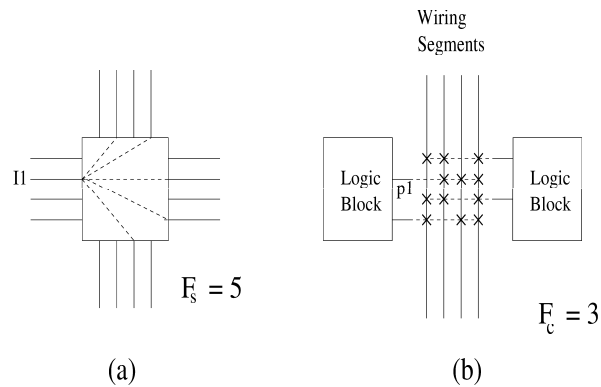 Wiring
Segments
I1
Logic
Block
p1
Logic
Block
Fs = 5
Fc = 3
(a)
(b)